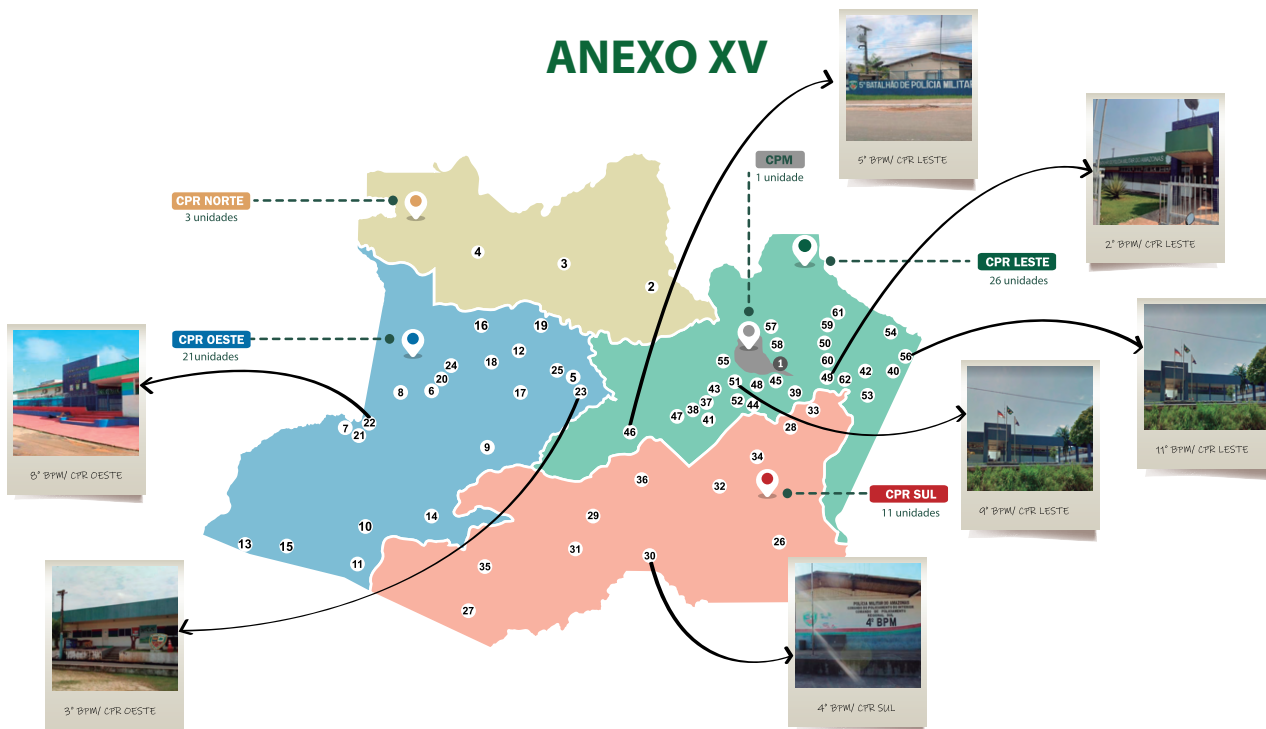 ANEXO XV
5° BATALHÃO DE POLÍCIA MILITAR
5° BPM/ CPR LESTE
CPM
1 unidade
2° BPM/ CPR LESTE
CPR NORTE
3 unidades
4
3
2
CPR LESTE
26 unidades
CPR OESTE
21unidades
16
19
12
18
24
20
25
5
8
6
17
23
7
22
21
9
14
10
13
15
11
61
57
59
54
58
50
56
55
1
60
42
40
51
48
45
49
62
43
39
53
37
52
44
38
47
41
46
33
28
34
36
32
29
31
30
26
35
27
CPR SUL
11 unidades
8° BPM/ CPR OESTE
11° BPM/ CPR LESTE
9° BPM/ CPR LESTE
3° BPM/ CPR OESTE
POLÍCIA MILITAR DO AMAZONAS
4° BPM
4° BPM/ CPR SUL